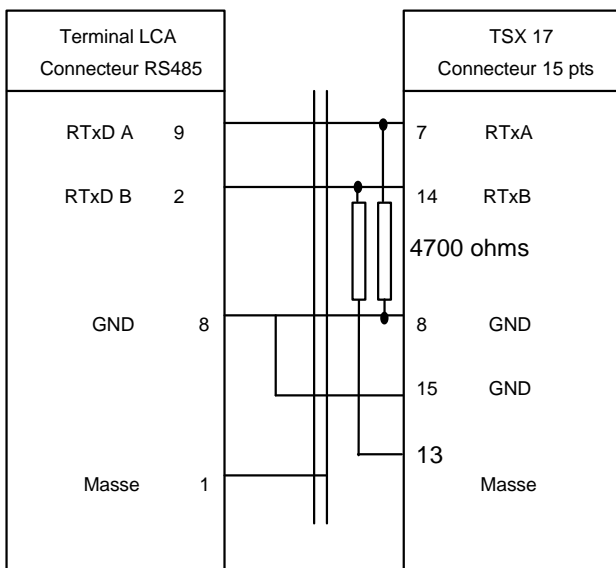 Terminal LCA
Connecteur RS485
TSX 17
Connecteur 15 pts
RTxD A 9
7 RTxA
RTxD B 2
14 RTxB
4700 ohms
GND 8
8 GND
15 GND
13
Masse 1
Masse